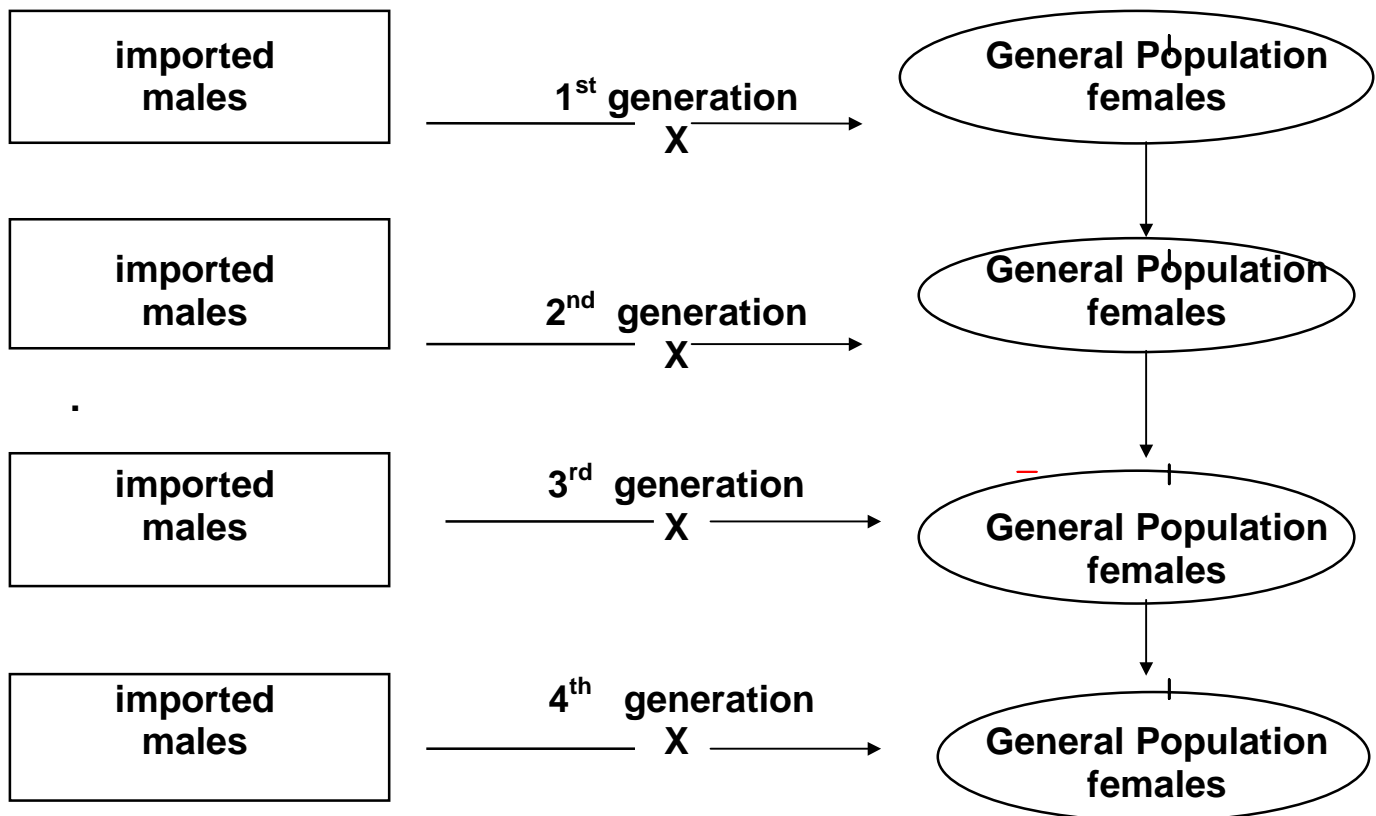 imported
males
1st generation
X
General Population
females
imported
males
2nd generation
X
General Population
females
.
imported
males
3rd generation
X
General Population
females
imported
males
4th generation
X
General Population
females